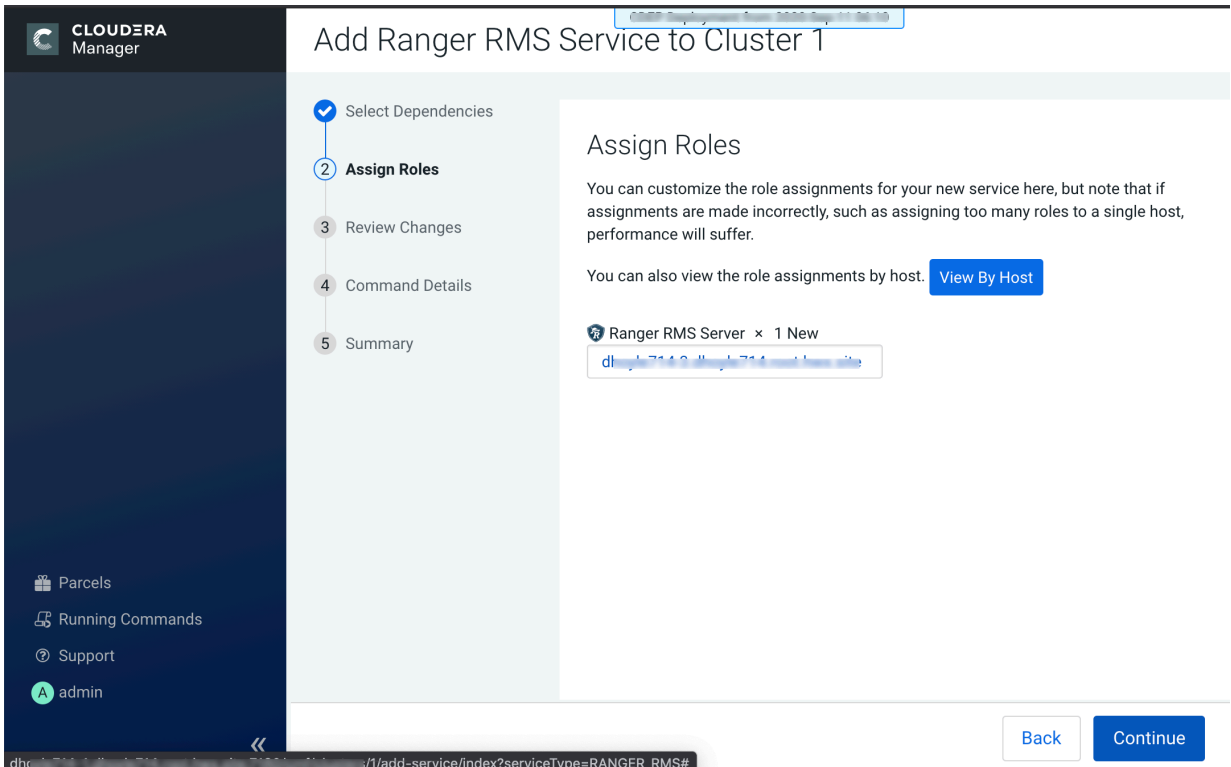 CLOUDERA
Manager
Add Ranger RMS Service to Cluster 1
Select Dependencies
2 Assign Roles
3 Review Changes
4 Command Details
5 Summary
Assign Roles
You can customize the role assignments for your new service here, but note that if
assignments are made incorrectly, such as assigning too many roles to a single host,
performance will suffer.
You can also view the role assignments by host. View By Host
Ranger RMS Server × 1 New
Parcels
Running Commands
Support
A admin
«
Back Continue
/1/add-service/index?serviceType=RANGER_RMS#